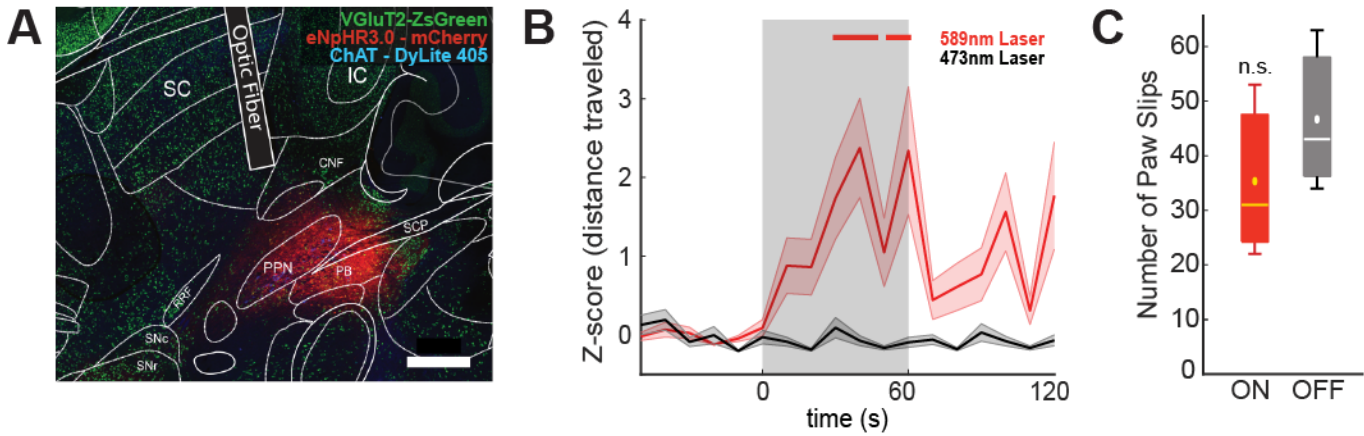 A
VGluT2-ZsGreen
eNpHR3.0 - mCherry
ChAT - DyLite 405
Optic Fiber
SC
IC
CNF
SCP
PPN
PB
RRF
SNc
SNr
B
Z-score (distance traveled)
4
3
2
1
0
589nm Laser
473nm Laser
0
60
120
time (s)
C
Number of Paw Slips
60
50
40
30
20
10
0
n.s.
ON
OFF